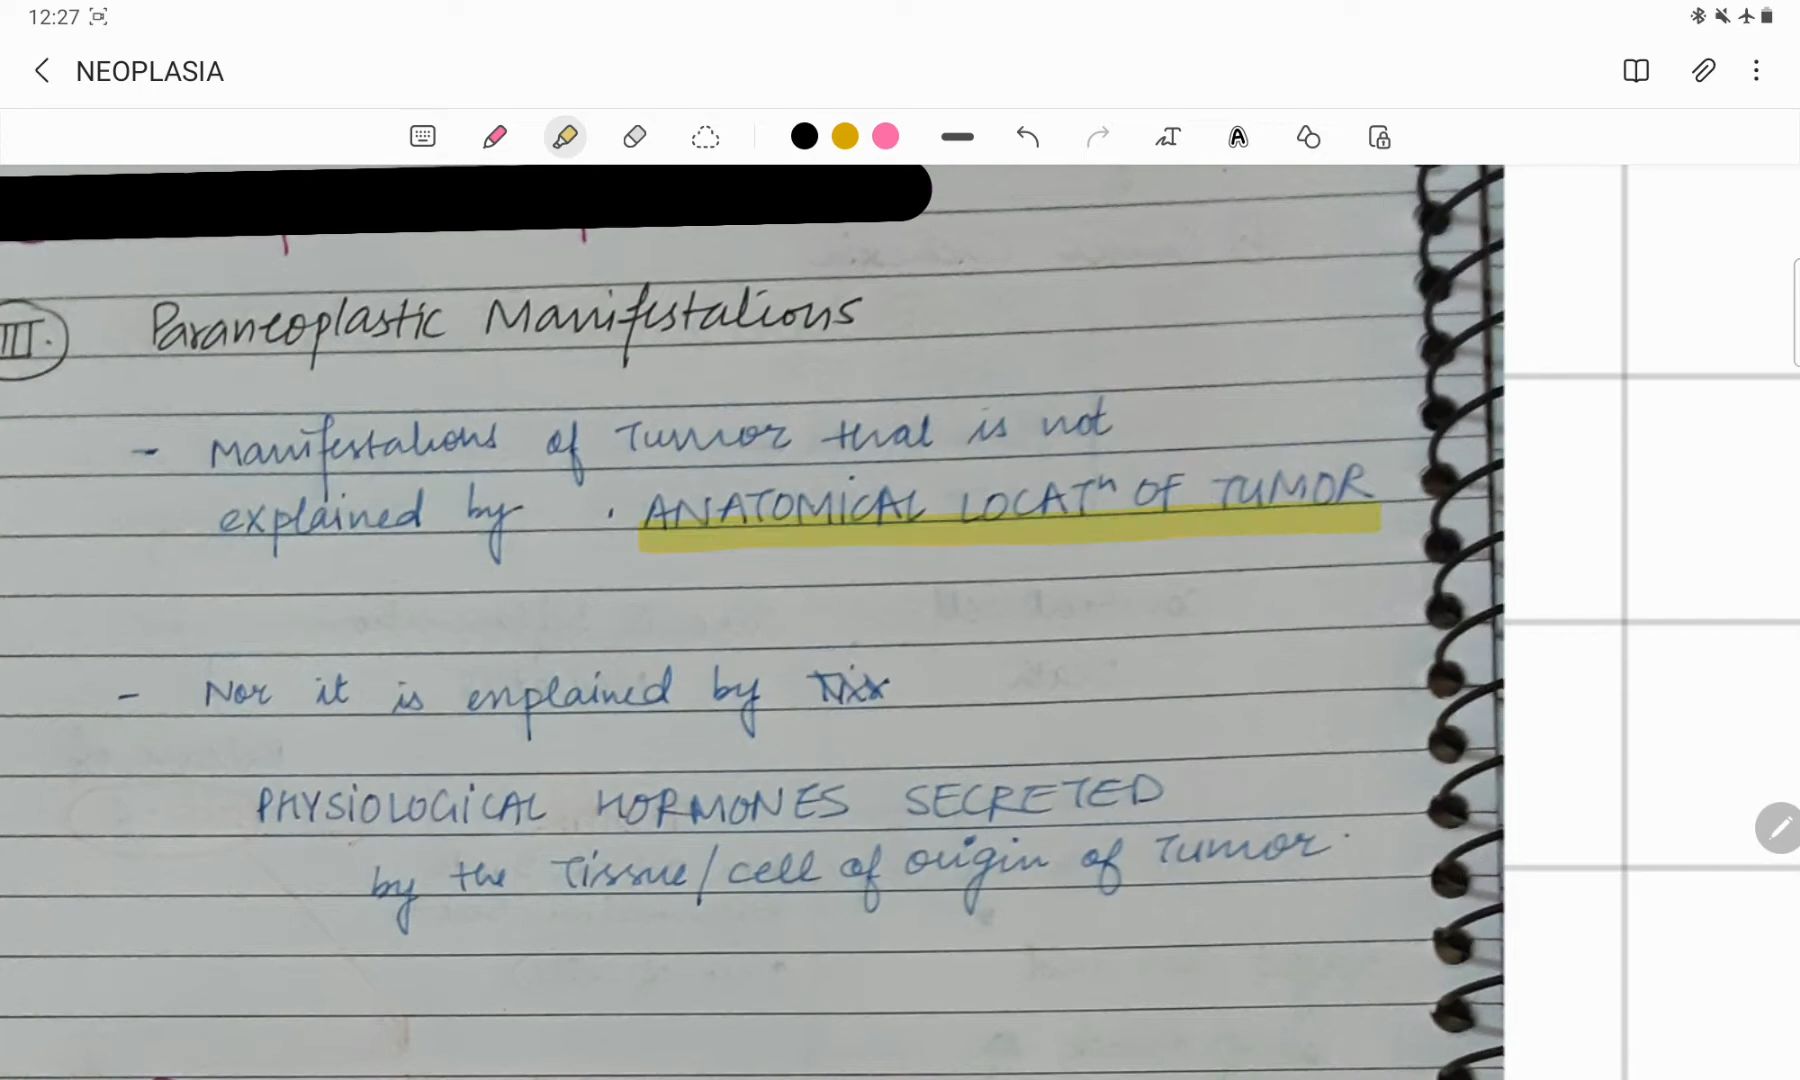 12:27
NEOPLASIA
III. Paraneoplastic Manifestations
- Manifestations of Tumor that is not
explained by . ANATOMICAL LOCATn OF TUMOR
- Nor it is enplained by
PHYSIOLOGICAL HORMONES SECRETED
by the Tissue/cell of origin of Tumor.